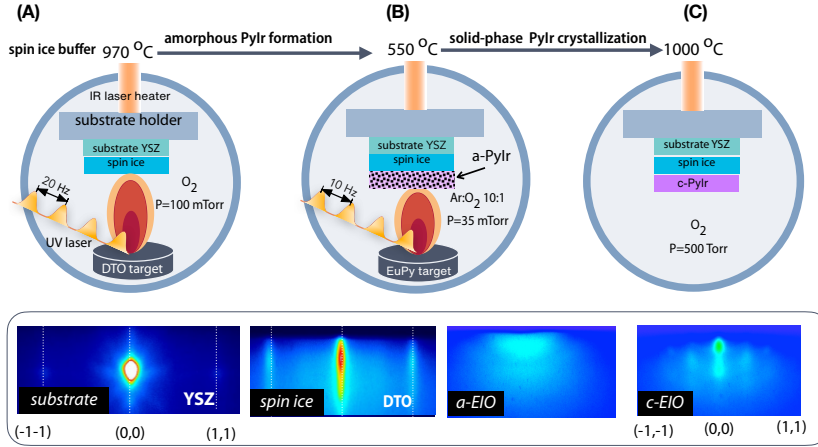 (A)
(B)
(C)
spin ice buffer 970 °C
amorphous PyIr formation
550 °C
solid-phase PyIr crystallization
1000 °C
IR laser heater
substrate holder
substrate YSZ
spin ice
20 Hz
O2
P=100 mTorr
UV laser
DTO target
substrate YSZ
spin ice
a-PyIr
10 Hz
Ar:O2 10:1
P=35 mTorr
EuPy target
substrate YSZ
spin ice
c-PyIr
O2
P=500 Torr
substrate
YSZ
spin ice
DTO
a-EIO
c-EIO
(-1-1)
(0,0)
(1,1)
(-1,-1)
(0,0)
(1,1)